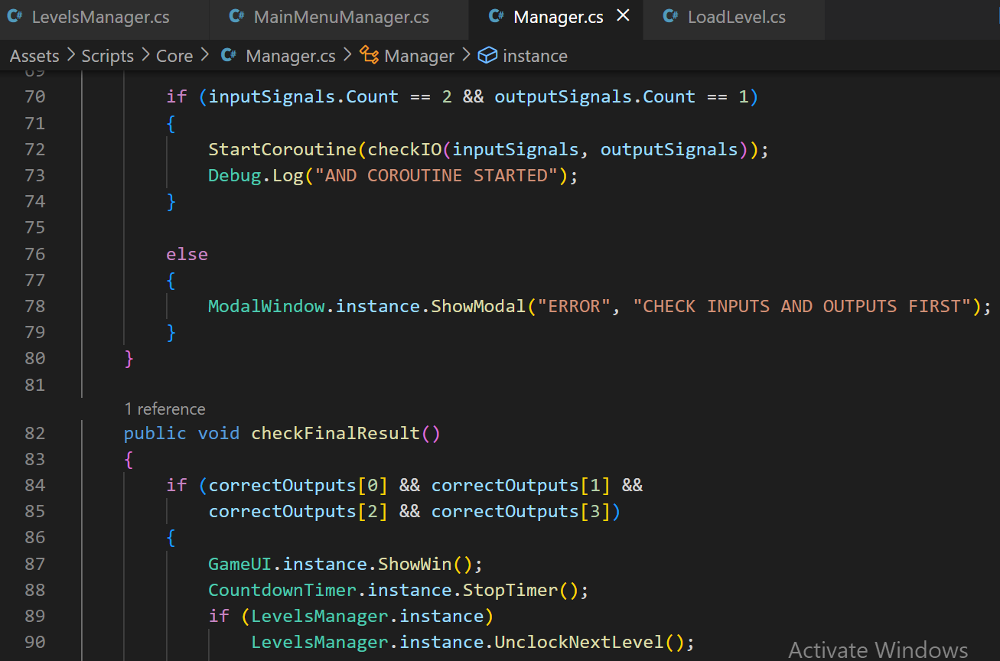 C# LevelsManager.cs C# MainMenuManager.cs C# Manager.cs × C# LoadLevel.cs
Assets > Scripts > Core > C# Manager.cs > Manager > instance
69
70 if (inputSignals.Count == 2 && outputSignals.Count == 1)
71 {
72 StartCoroutine(checkIO(inputSignals, outputSignals));
73 Debug.Log("AND COROUTINE STARTED");
74 }
75
76 else
77 {
78 ModalWindow.instance.ShowModal("ERROR", "CHECK INPUTS AND OUTPUTS FIRST");
79 }
80 }
81
1 reference
82 public void checkFinalResult()
83 {
84 if (correctOutputs[0] && correctOutputs[1] &&
85 correctOutputs[2] && correctOutputs[3])
86 {
87 GameUI.instance.ShowWin();
88 CountdownTimer.instance.StopTimer();
89 if (LevelsManager.instance)
90 LevelsManager.instance.UnclockNextLevel();
Activate Windows